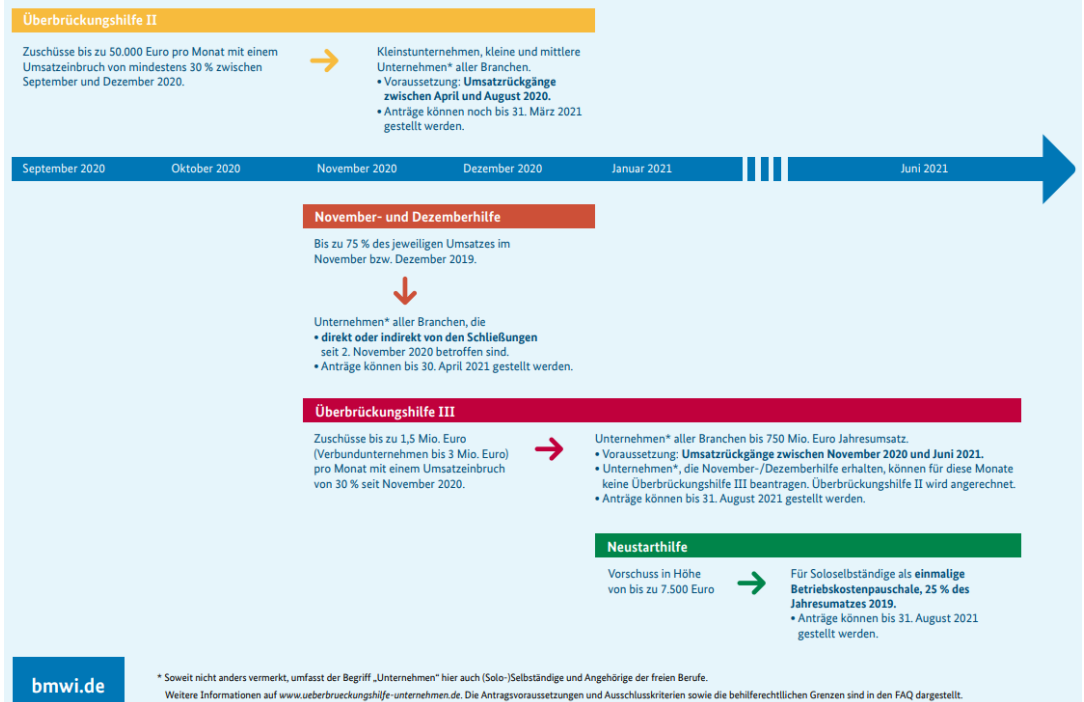 Überbrückungshilfe II
Zuschüsse bis zu 50.000 Euro pro Monat mit einem
Umsatzeinbruch von mindestens 30 % zwischen
September und Dezember 2020.
Kleinstunternehmen, kleine und mittlere
Unternehmen* aller Branchen.
• Voraussetzung: Umsatzrückgänge
zwischen April und August 2020.
• Anträge können noch bis 31. März 2021
gestellt werden.
September 2020
Oktober 2020
November 2020
Dezember 2020
Januar 2021
Juni 2021
November- und Dezemberhilfe
Bis zu 75 % des jeweiligen Umsatzes im
November bzw. Dezember 2019.
Unternehmen* aller Branchen, die
• direkt oder indirekt von den Schließungen
seit 2. November 2020 betroffen sind.
• Anträge können bis 30. April 2021 gestellt werden.
Überbrückungshilfe III
Zuschüsse bis zu 1,5 Mio. Euro
(Verbundunternehmen bis 3 Mio. Euro)
pro Monat mit einem Umsatzeinbruch
von 30 % seit November 2020.
Unternehmen* aller Branchen bis 750 Mio. Euro Jahresumsatz.
• Voraussetzung: Umsatzrückgänge zwischen November 2020 und Juni 2021.
• Unternehmen*, die November-/Dezemberhilfe erhalten, können für diese Monate
keine Überbrückungshilfe III beantragen. Überbrückungshilfe II wird angerechnet.
• Anträge können bis 31. August 2021 gestellt werden.
Neustarthilfe
Vorschuss in Höhe
von bis zu 7.500 Euro
Für Soloselbständige als einmalige
Betriebskostenpauschale, 25 % des
Jahresumatzes 2019.
• Anträge können bis 31. August 2021
gestellt werden.
bmwi.de
* Soweit nicht anders vermerkt, umfasst der Begriff „Unternehmen“ hier auch (Solo-)Selbständige und Angehörige der freien Berufe.
Weitere Informationen auf www.ueberbrueckungshilfe-unternehmen.de. Die Antragsvoraussetzungen und Ausschlusskriterien sowie die behilferechtllichen Grenzen sind in den FAQ dargestellt.